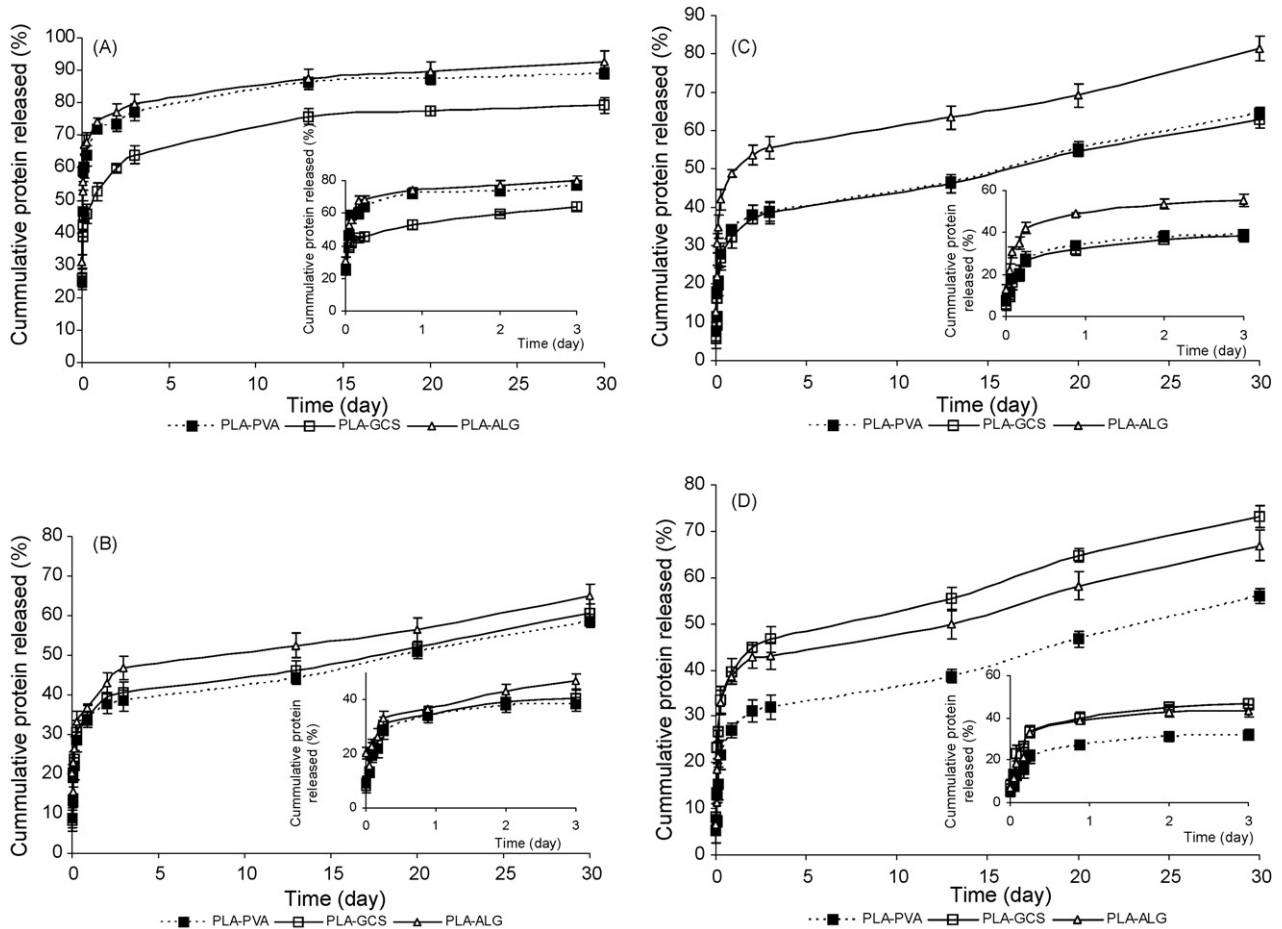 (A)
Cummulative protein released (%)
100
90
80
70
60
50
40
30
20
10
0
0 5 10 15 20 25 30
Time (day)
Cummulative protein released (%)
80
60
40
20
0
0 1 2 3
Time (day)
PLA-PVA PLA-GCS PLA-ALG
(C)
Cummulative protein released (%)
90
80
70
60
50
40
30
20
10
0
0 5 10 15 20 25 30
Time (day)
Cummulative protein
released (%)
60
40
20
0
0 1 2 3
Time (day)
PLA-PVA PLA-GCS PLA-ALG
(B)
Cummulative protein released (%)
80
70
60
50
40
30
20
10
0
0 5 10 15 20 25 30
Time (day)
Cummulative protein
released (%)
40
20
0
0 1 2 3
Time (day)
PLA-PVA PLA-GCS PLA-ALG
(D)
Cummulative protein released (%)
80
70
60
50
40
30
20
10
0
0 5 10 15 20 25 30
Time (day)
Cummulative protein
released (%)
60
40
20
0
0 1 2 3
Time (day)
PLA-PVA PLA-GCS PLA-ALG